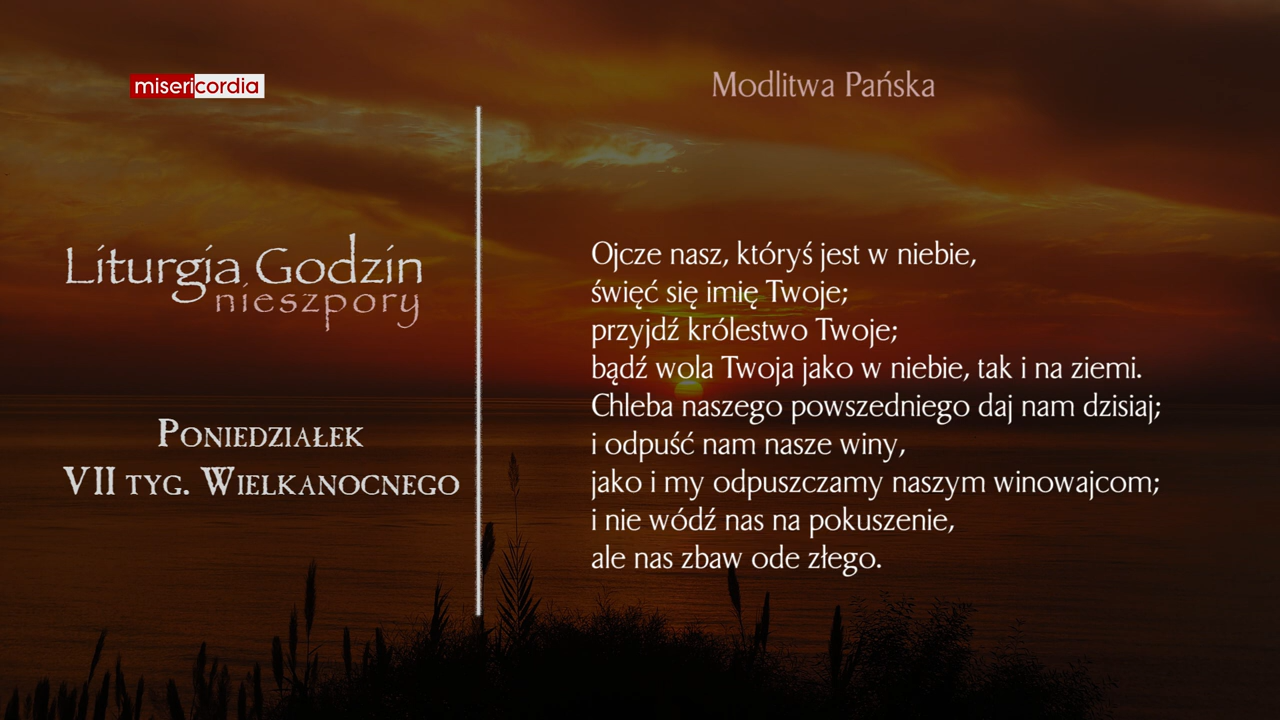 misericordia
Liturgia Godzin
nieszpory
Poniedziałek
VII tyg. Wielkanocnego
Modlitwa Pańska
Ojcze nasz, któryś jest w niebie,
święć się imię Twoje;
przyjdź królestwo Twoje;
bądź wola Twoja jako w niebie, tak i na ziemi.
Chleba naszego powszedniego daj nam dzisiaj;
i odpuść nam nasze winy,
jako i my odpuszczamy naszym winowajcom;
i nie wódź nas na pokuszenie,
ale nas zbaw ode złego.